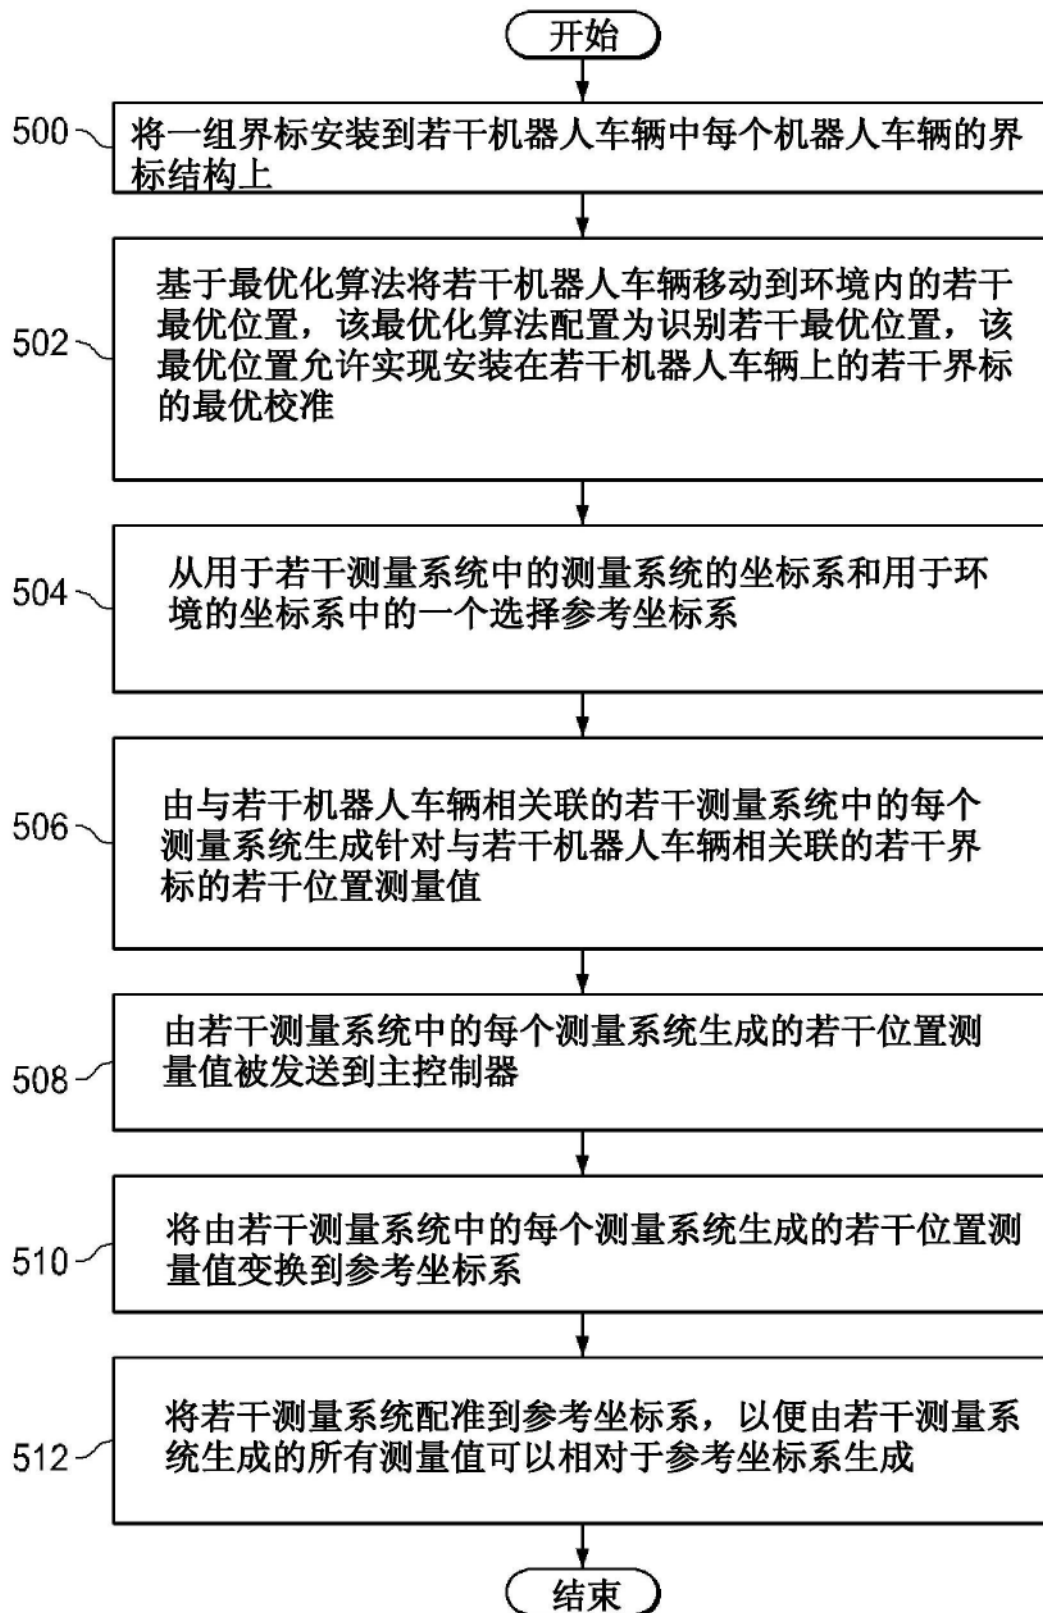 开始
500
将一组界标安装到若干机器人车辆中每个机器人车辆的界
标结构上
502
基于最优化算法将若干机器人车辆移动到环境内的若干
最优位置，该最优化算法配置为识别若干最优位置，该
最优位置允许实现安装在若干机器人车辆上的若干界标
的最优校准
504
从用于若干测量系统中的测量系统的坐标系和用于环
境的坐标系中的一个选择参考坐标系
506
由与若干机器人车辆相关联的若干测量系统中的每个
测量系统生成针对与若干机器人车辆相关联的若干界
标的若干位置测量值
508
由若干测量系统中的每个测量系统生成的若干位置测
量值被发送到主控制器
510
将由若干测量系统中的每个测量系统生成的若干位置测
量值变换到参考坐标系
512
将若干测量系统配准到参考坐标系，以便由若干测量系
统生成的所有测量值可以相对于参考坐标系生成
结束